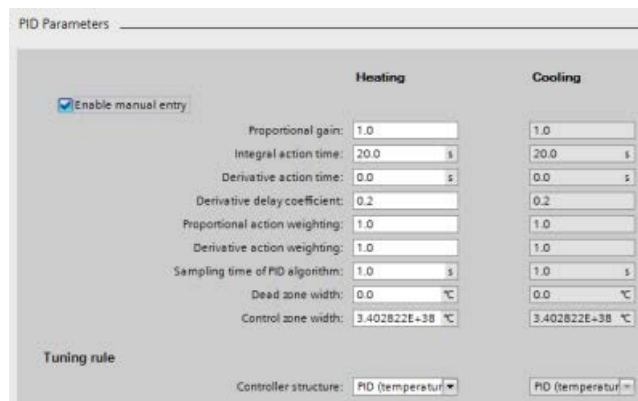 PID Parameters
Heating Cooling
Enable manual entry
Proportional gain: 1.0 1.0
Integral action time: 20.0 s 20.0 s
Derivative action time: 0.0 s 0.0 s
Derivative delay coefficient: 0.2 0.2
Proportional action weighting: 1.0 1.0
Derivative action weighting: 1.0 1.0
Sampling time of PID algorithm: 1.0 s 1.0 s
Dead zone width: 0.0 °C 0.0 °C
Control zone width: 3.402822E+38 °C 3.402822E+38 °C
Tuning rule
Controller structure: PID (temperatur PID (temperatur